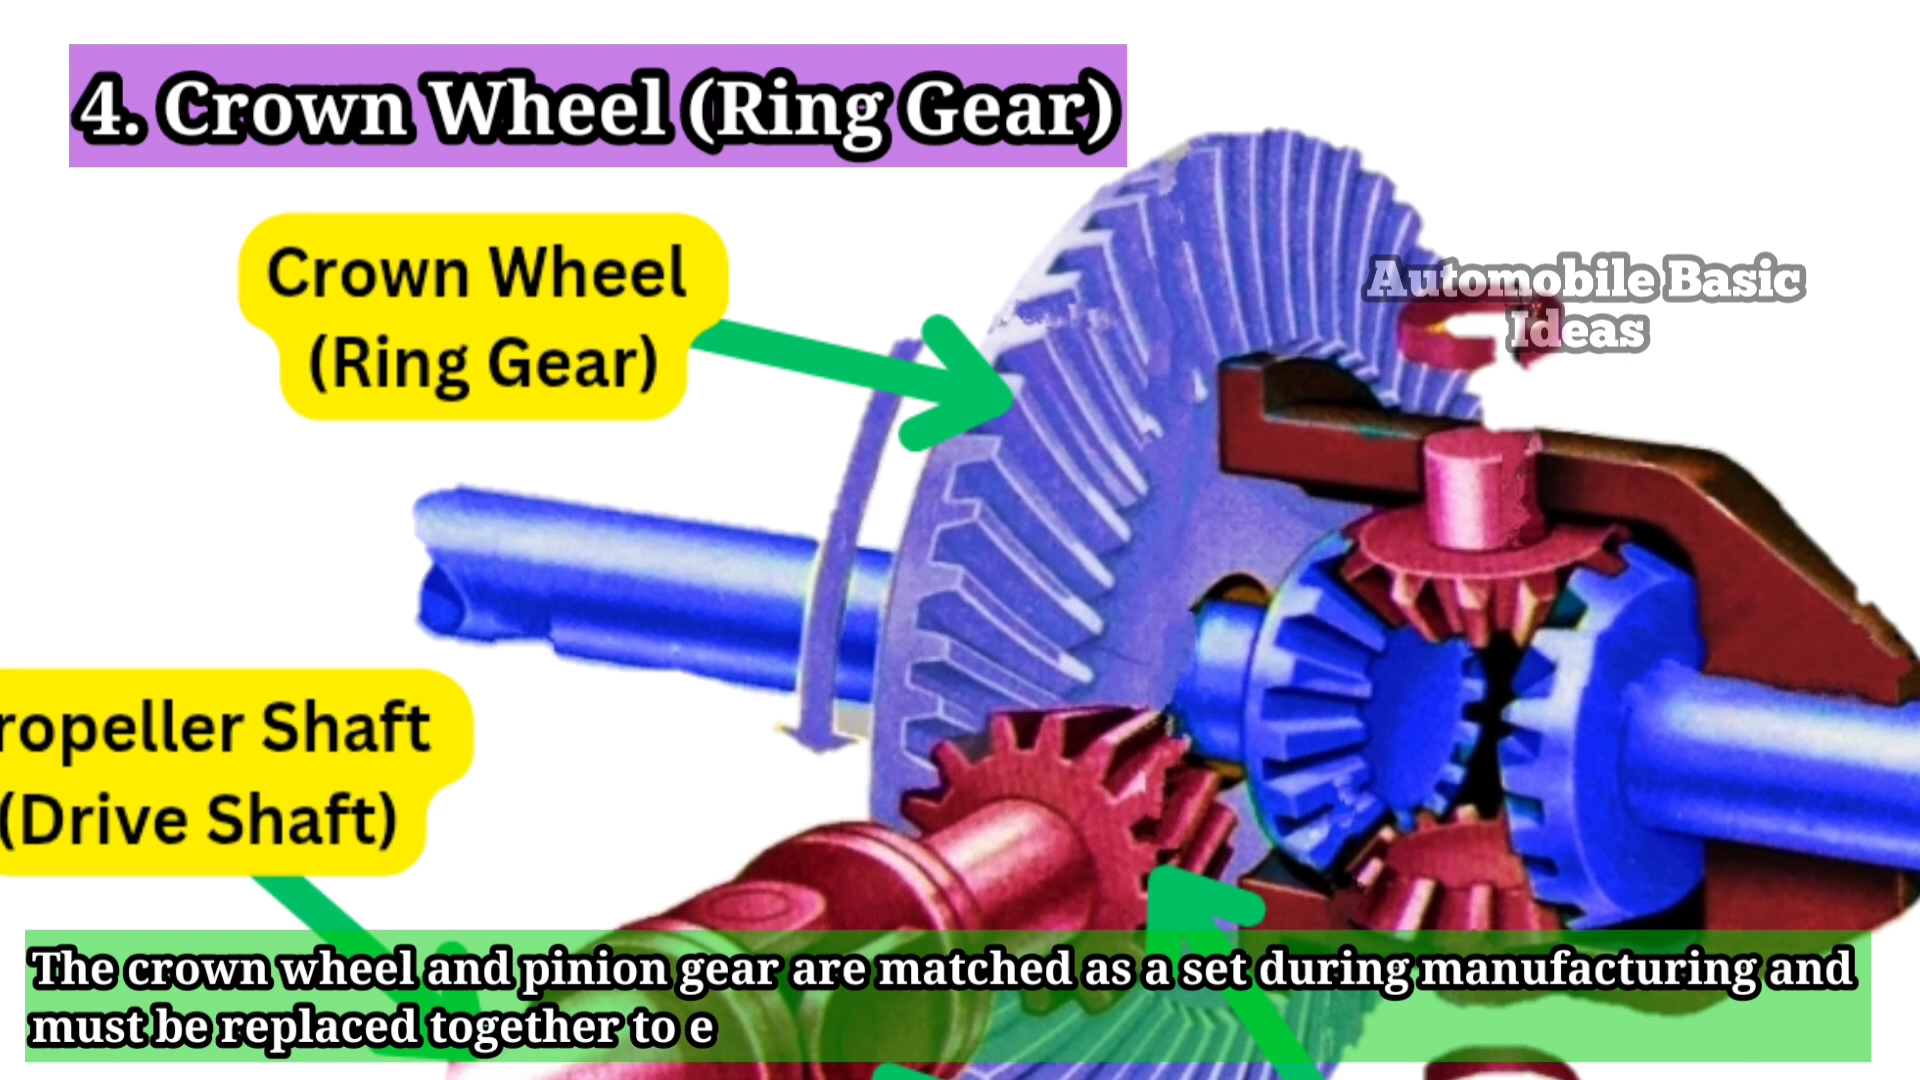 4. Crown Wheel (Ring Gear)
Crown Wheel
(Ring Gear)
Automobile Basic
Ideas
ropeller Shaft
(Drive Shaft)
The crown wheel and pinion gear are matched as a set during manufacturing and
must be replaced together to e